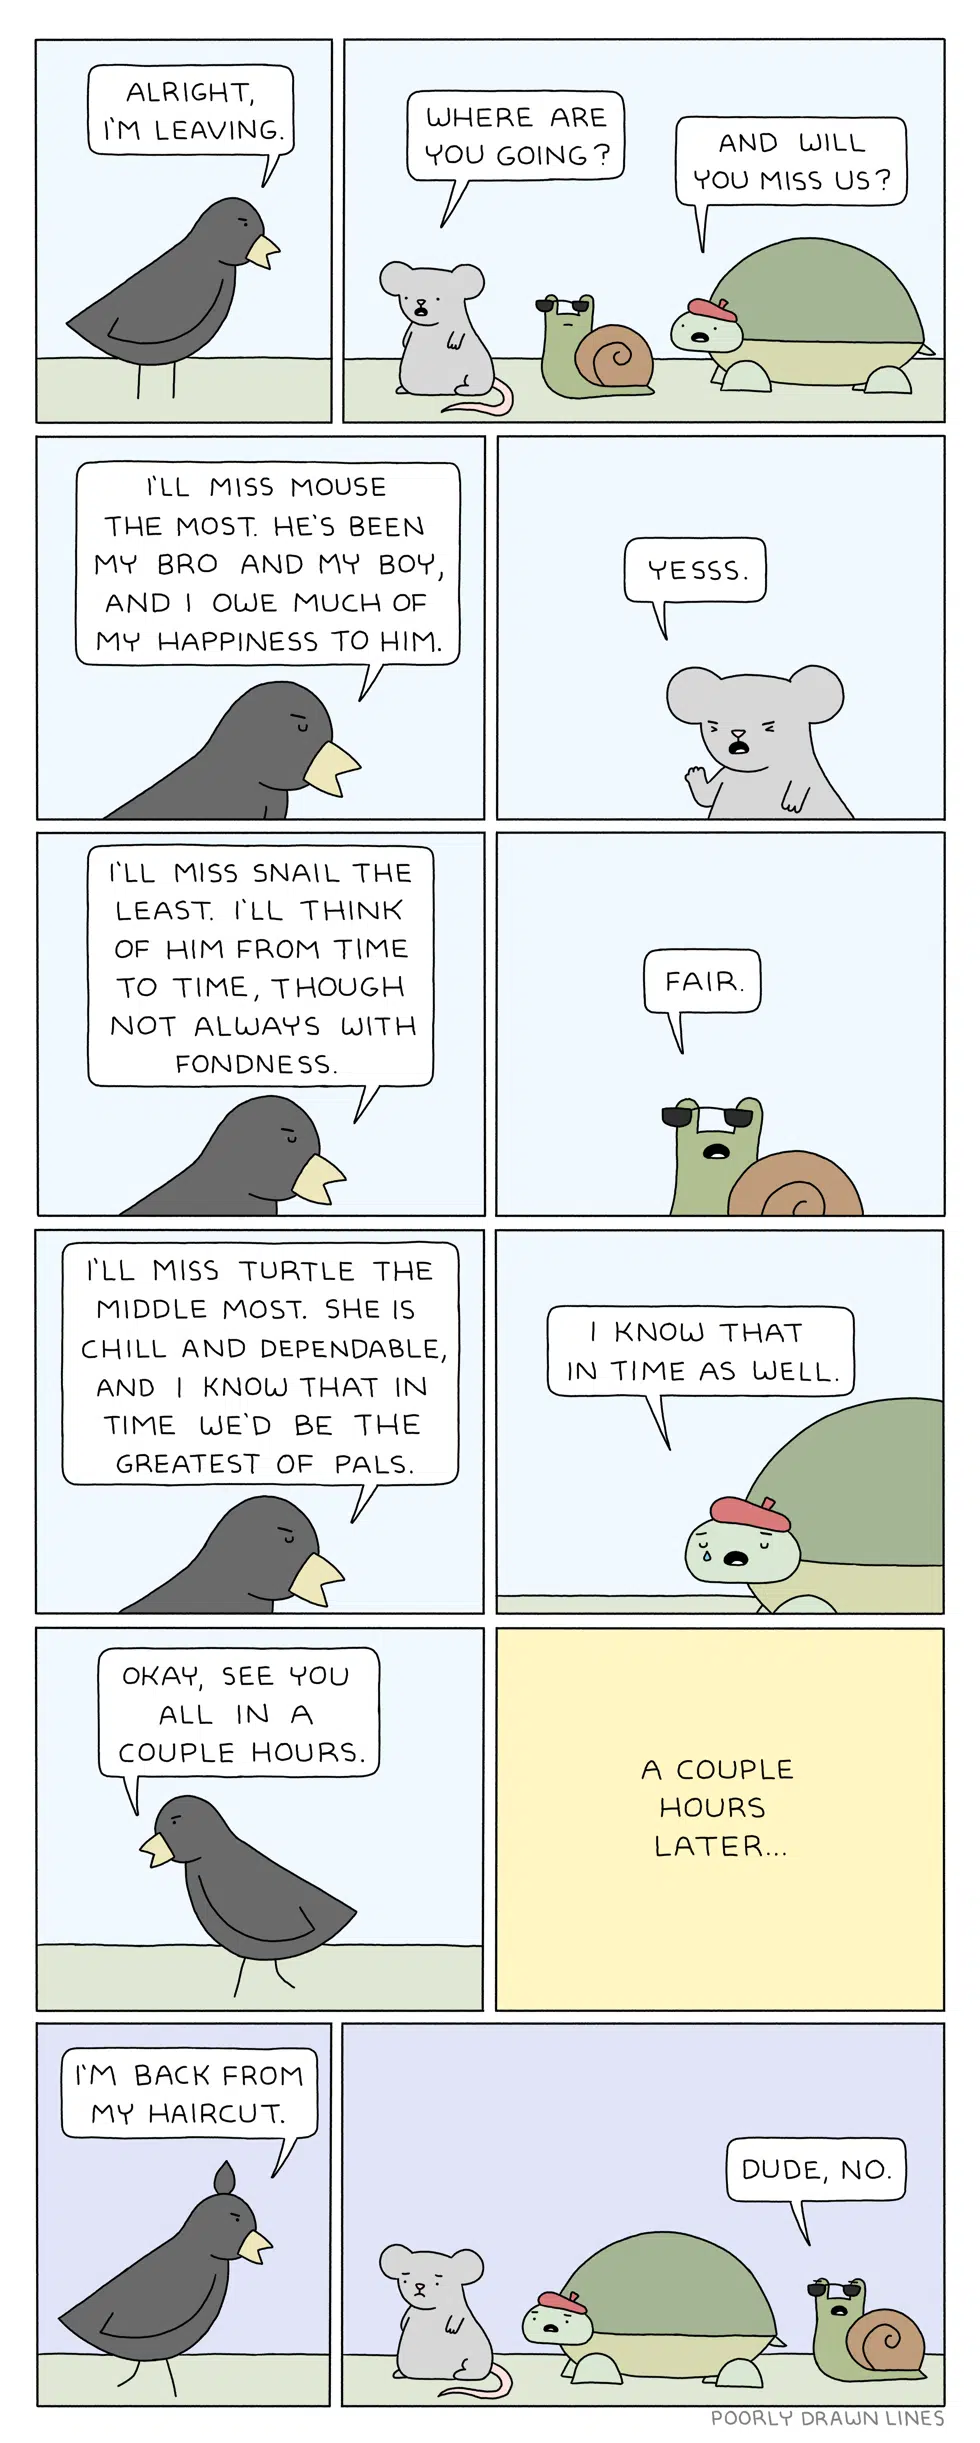 ALRIGHT,
I'M LEAVING.
WHERE ARE
YOU GOING?
AND WILL
YOU MISS US?
I'LL MISS MOUSE
THE MOST. HE'S BEEN
MY BRO AND MY BOY,
AND I OWE MUCH OF
MY HAPPINESS TO HIM.
YESSS.
I'LL MISS SNAIL THE
LEAST. I'LL THINK
OF HIM FROM TIME
TO TIME, THOUGH
NOT ALWAYS WITH
FONDNESS.
FAIR.
I'LL MISS TURTLE THE
MIDDLE MOST. SHE IS
CHILL AND DEPENDABLE,
AND I KNOW THAT IN
TIME WE'D BE THE
GREATEST OF PALS.
I KNOW THAT
IN TIME AS WELL.
OKAY, SEE YOU
ALL IN A
COUPLE HOURS.
A COUPLE
HOURS
LATER...
I'M BACK FROM
MY HAIRCUT.
DUDE, NO.
POORLY DRAWN LINES